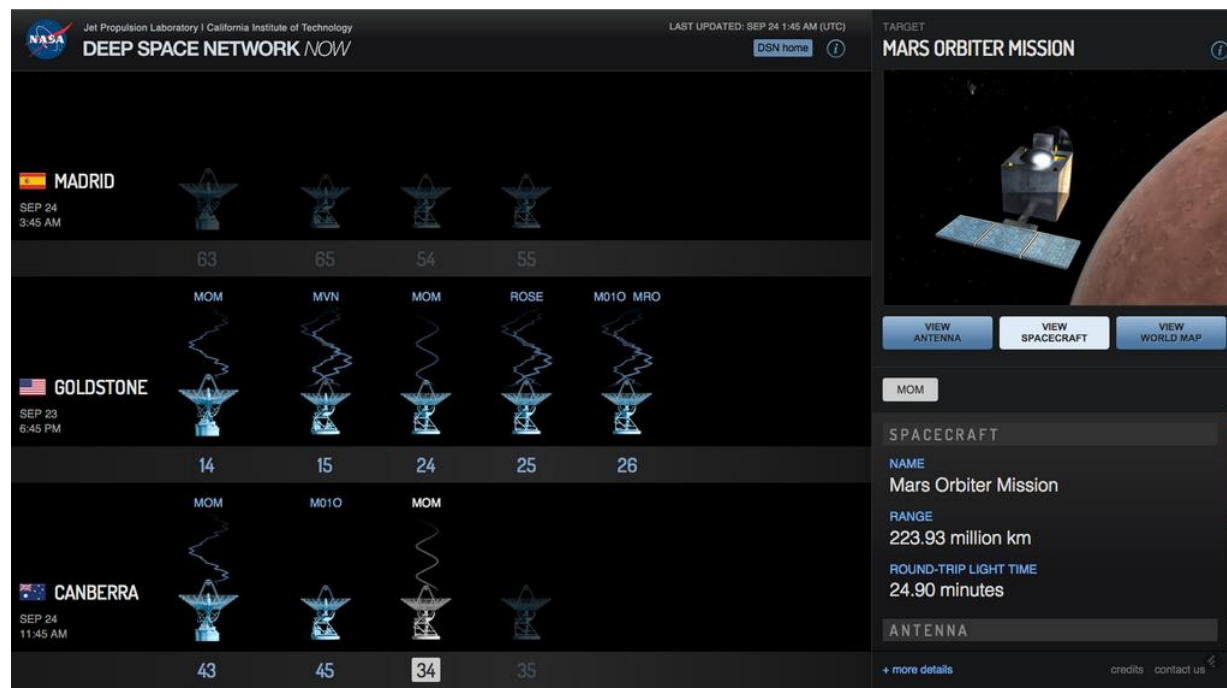 NASA
Jet Propulsion Laboratory | California Institute of Technology
DEEP SPACE NETWORK NOW
LAST UPDATED: SEP 24 1:45 AM (UTC)
DSN home
i
MADRID
SEP 24
3:45 AM
63 65 54 55
MOM MVN MOM ROSE M01O MRO
GOLDSTONE
SEP 23
6:45 PM
14 15 24 25 26
MOM M01O MOM
CANBERRA
SEP 24
11:45 AM
43 45 34 35
TARGET
MARS ORBITER MISSION
i
VIEW ANTENNA
VIEW SPACECRAFT
VIEW WORLD MAP
MOM
SPACECRAFT
NAME
Mars Orbiter Mission
RANGE
223.93 million km
ROUND-TRIP LIGHT TIME
24.90 minutes
ANTENNA
+ more details
credits contact us